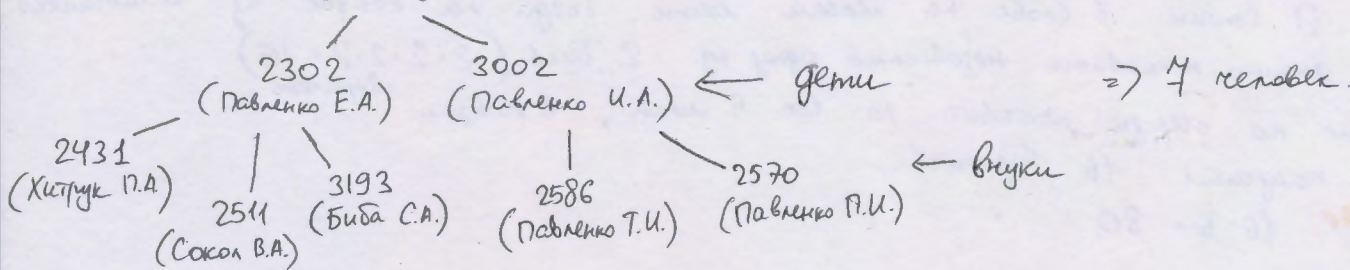 2302 3002
(Павленко Е.А.) (Павленко И.А.) ← дети ⇒ 7 человек.
2431 2586 2570 ← внуки
(Хитрук П.А) 3193
2511 (Биба С.А.) (Павленко Т.И.) (Павленко П.И.)
(Сокол В.А.)